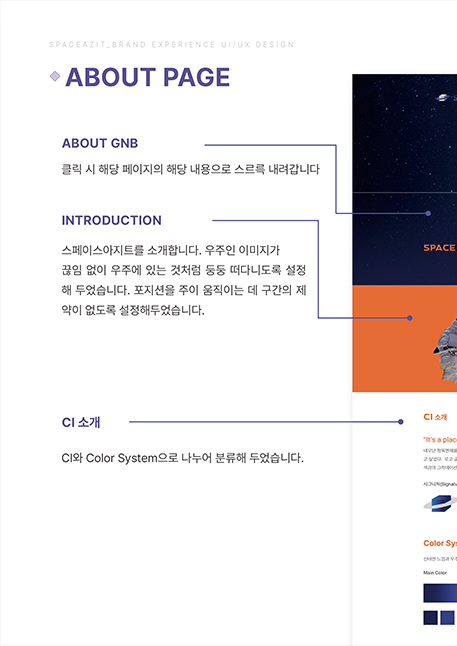 SPACEAZIT_BRAND EXPERIENCE UI/UX DESIGN
ABOUT PAGE
ABOUT GNB
클릭 시 해당 페이지의 해당 내용으로 스르륵 내려갑니다
INTRODUCTION
스페이스아지트를 소개합니다. 우주인 이미지가
끊임 없이 우주에 있는 것처럼 둥둥 떠다니도록 설정
해 두었습니다. 포지션을 주어 움직이는 데 구간의 제
약이 없도록 설정해두었습니다.
CI 소개
CI와 Color System으로 나누어 분류해 두었습니다.
SPACE
CI 소개
"It's a plac
Color Sys
Main Color